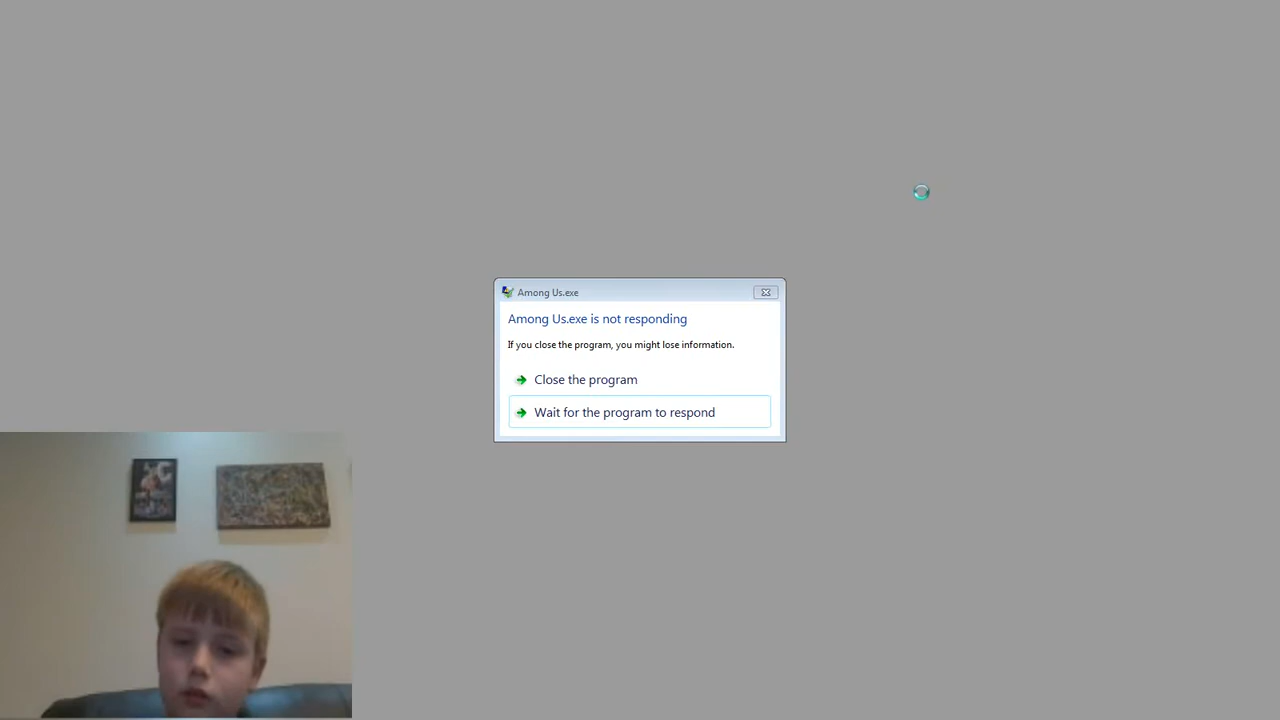 Among Us.exe
Among Us.exe is not responding
If you close the program, you might lose information.
Close the program
Wait for the program to respond